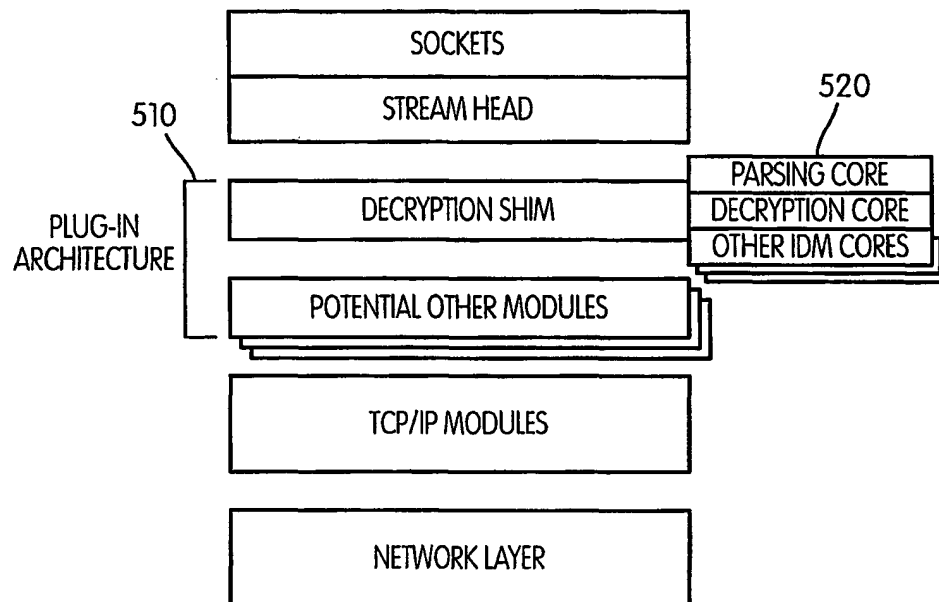 SOCKETS
STREAM HEAD
510
520
PLUG-IN
ARCHITECTURE
DECRYPTION SHIM
PARSING CORE
DECRYPTION CORE
OTHER IDM CORES
POTENTIAL OTHER MODULES
TCP/IP MODULES
NETWORK LAYER